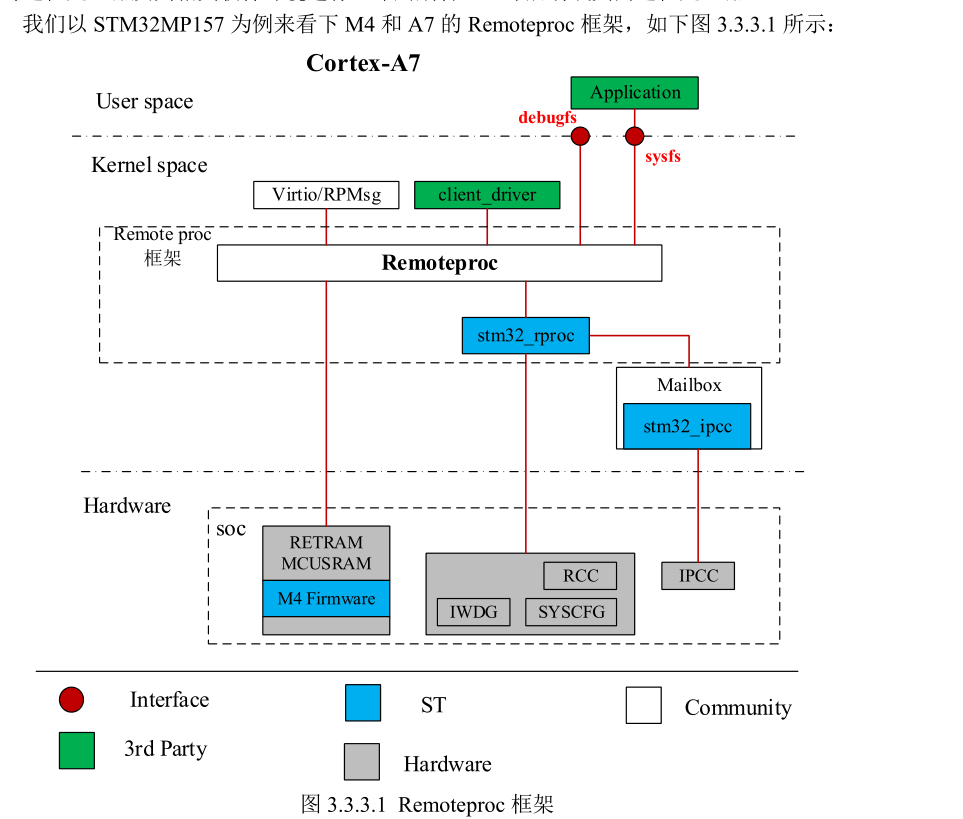 我们以 STM32MP157 为例来看下 M4 和 A7 的 Remoteproc 框架，如下图 3.3.3.1 所示：
Cortex-A7
User space
Application
debugfs
sysfs
Kernel space
Virtio/RPMsg
client_driver
Remote proc
框架
Remoteproc
stm32_rproc
Mailbox
stm32_ipcc
Hardware
soc
RETRAM
MCUSRAM
M4 Firmware
RCC
IWDG
SYSCFG
IPCC
Interface
ST
Community
3rd Party
Hardware
图 3.3.3.1 Remoteproc 框架